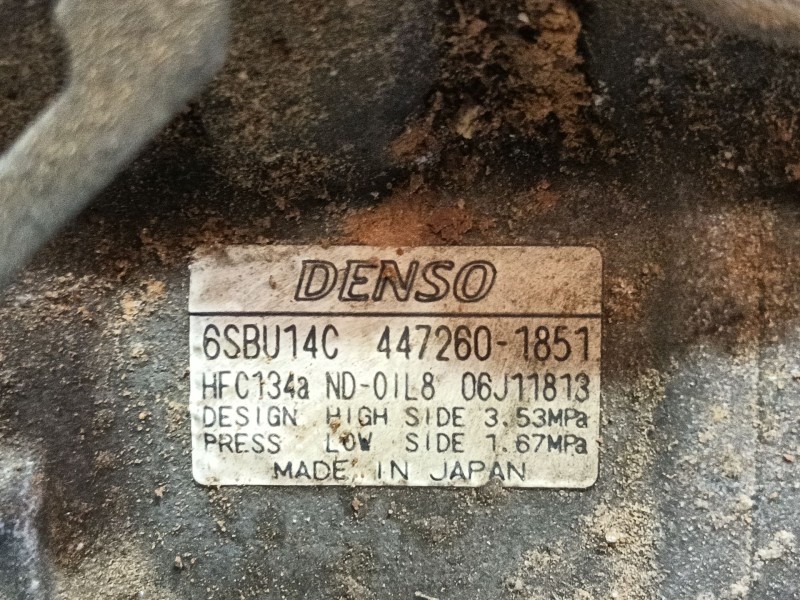 DENSO
6SBU14C 447260-1851
HFC134a ND-OIL8 06J11813
DESIGN HIGH SIDE 3.53MPa
PRESS LOW SIDE 1.67MPa
MADE IN JAPAN